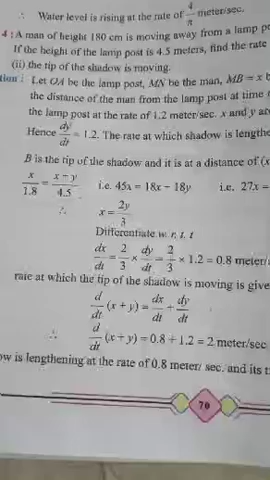 ∴ Water level is rising at the rate of 4/π meter/sec.
4 : A man of height 180 cm is moving away from a lamp
If the height of the lamp post is 4.5 meters, find the rate
(ii) the tip of the shadow is moving.
Let OA be the lamp post, MN be the man, MB = x
the distance of the man from the lamp post at time
the lamp post at the rate of 1.2 meter/sec. x and y
Hence dy/dt = 1.2. The rate at which shadow is
B is the tip of the shadow and it is at a distance of (x
x/1.8 = (x − y)/4.5 i.e. 45x = 18x − 18y i.e. 27x =
∴ x = 2y/3
Differentiate w. r. t. t
dx/dt = 2/3 × dy/dt = 2/3 × 1.2 = 0.8 meter/
rate at which the tip of the shadow is moving is
d/dt (x + y) = dx/dt + dy/dt
∴ d/dt (x + y) = 0.8 + 1.2 = 2 meter/sec
is lengthening at the rate of 0.8 meter/ sec. and its
70